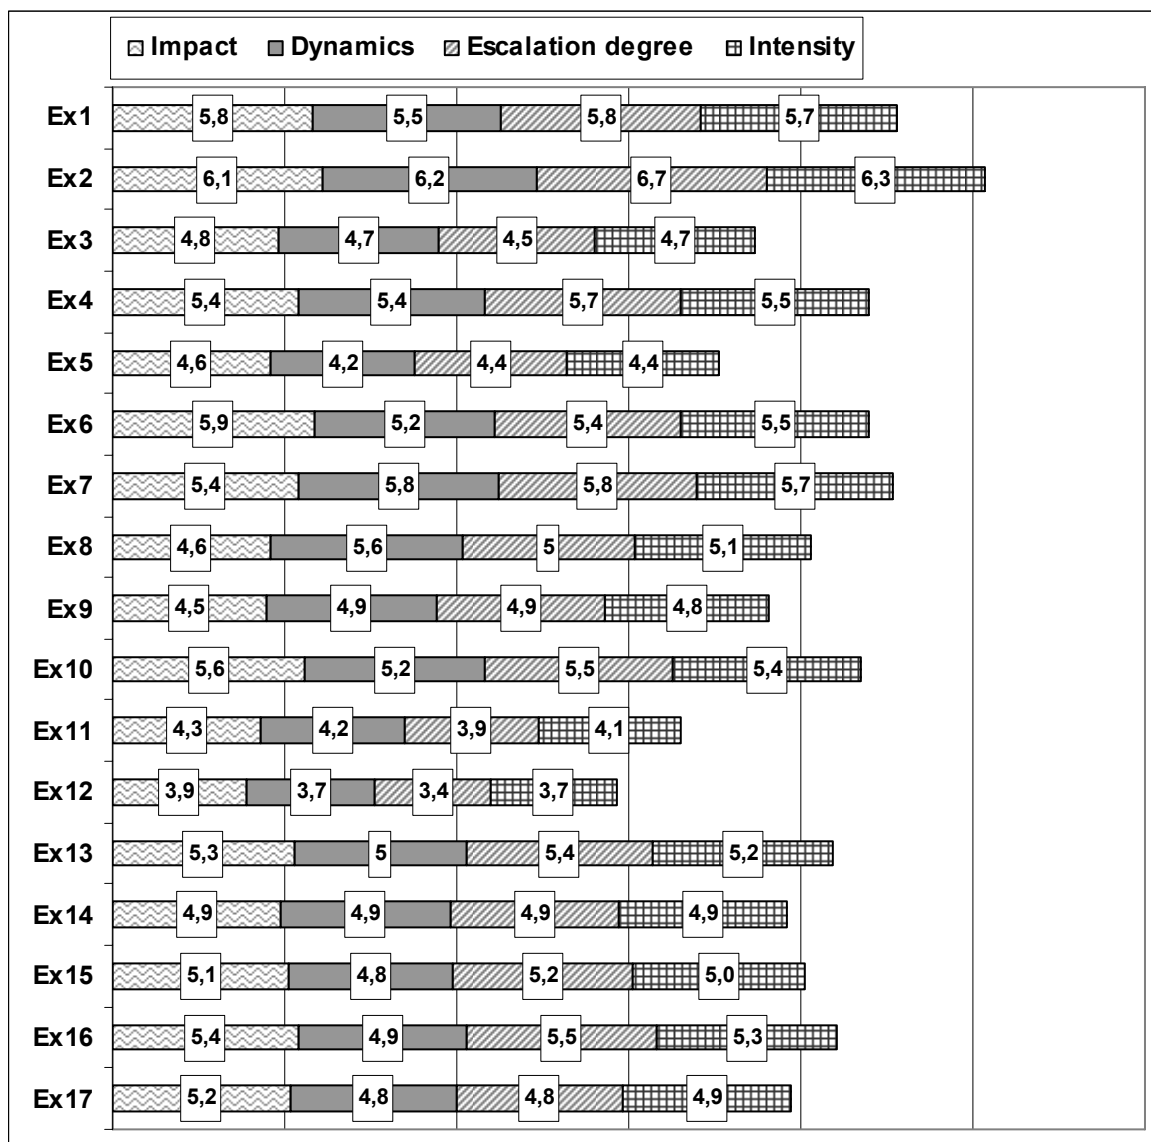 Impact Dynamics Escalation degree Intensity
Ex1 5,8 5,5 5,8 5,7
Ex2 6,1 6,2 6,7 6,3
Ex3 4,8 4,7 4,5 4,7
Ex4 5,4 5,4 5,7 5,5
Ex5 4,6 4,2 4,4 4,4
Ex6 5,9 5,2 5,4 5,5
Ex7 5,4 5,8 5,8 5,7
Ex8 4,6 5,6 5 5,1
Ex9 4,5 4,9 4,9 4,8
Ex10 5,6 5,2 5,5 5,4
Ex11 4,3 4,2 3,9 4,1
Ex12 3,9 3,7 3,4 3,7
Ex13 5,3 5 5,4 5,2
Ex14 4,9 4,9 4,9 4,9
Ex15 5,1 4,8 5,2 5,0
Ex16 5,4 4,9 5,5 5,3
Ex17 5,2 4,8 4,8 4,9